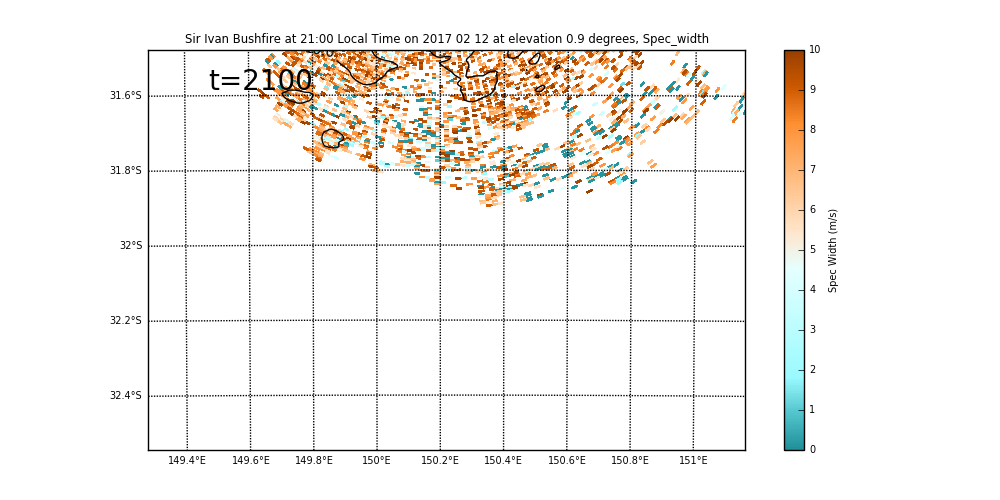 Sir Ivan Bushfire at 21:00 Local Time on 2017 02 12 at elevation 0.9 degrees, Spec_width
t=2100
31.6°S
31.8°S
32°S
32.2°S
32.4°S
149.4°E 149.6°E 149.8°E 150°E 150.2°E 150.4°E 150.6°E 150.8°E 151°E
10
9
8
7
6
5
4
3
2
1
0
Spec Width (m/s)